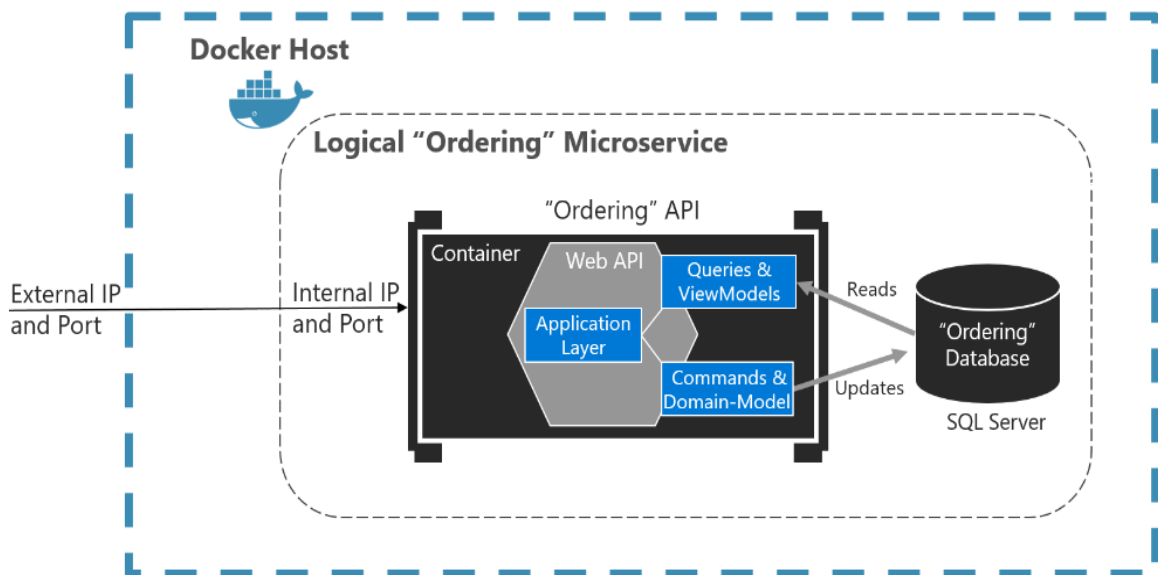 Docker Host
Logical “Ordering” Microservice
“Ordering” API
Container
Web API
Queries &
ViewModels
Reads
External IP
and Port
Internal IP
and Port
Application
Layer
“Ordering”
Database
Commands &
Domain-Model
Updates
SQL Server